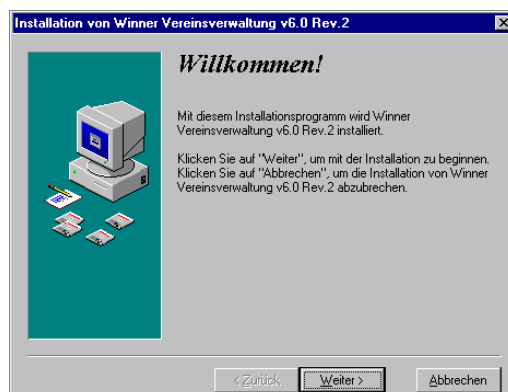 Installation von Winner Vereinsverwaltung v6.0 Rev.2
Willkommen!
Mit diesem Installationsprogramm wird Winner
Vereinsverwaltung v6.0 Rev.2 installiert.
Klicken Sie auf "Weiter", um mit der Installation zu beginnen.
Klicken Sie auf "Abbrechen", um die Installation von Winner
Vereinsverwaltung v6.0 Rev.2 abzubrechen.
< Zurück
Weiter >
Abbrechen